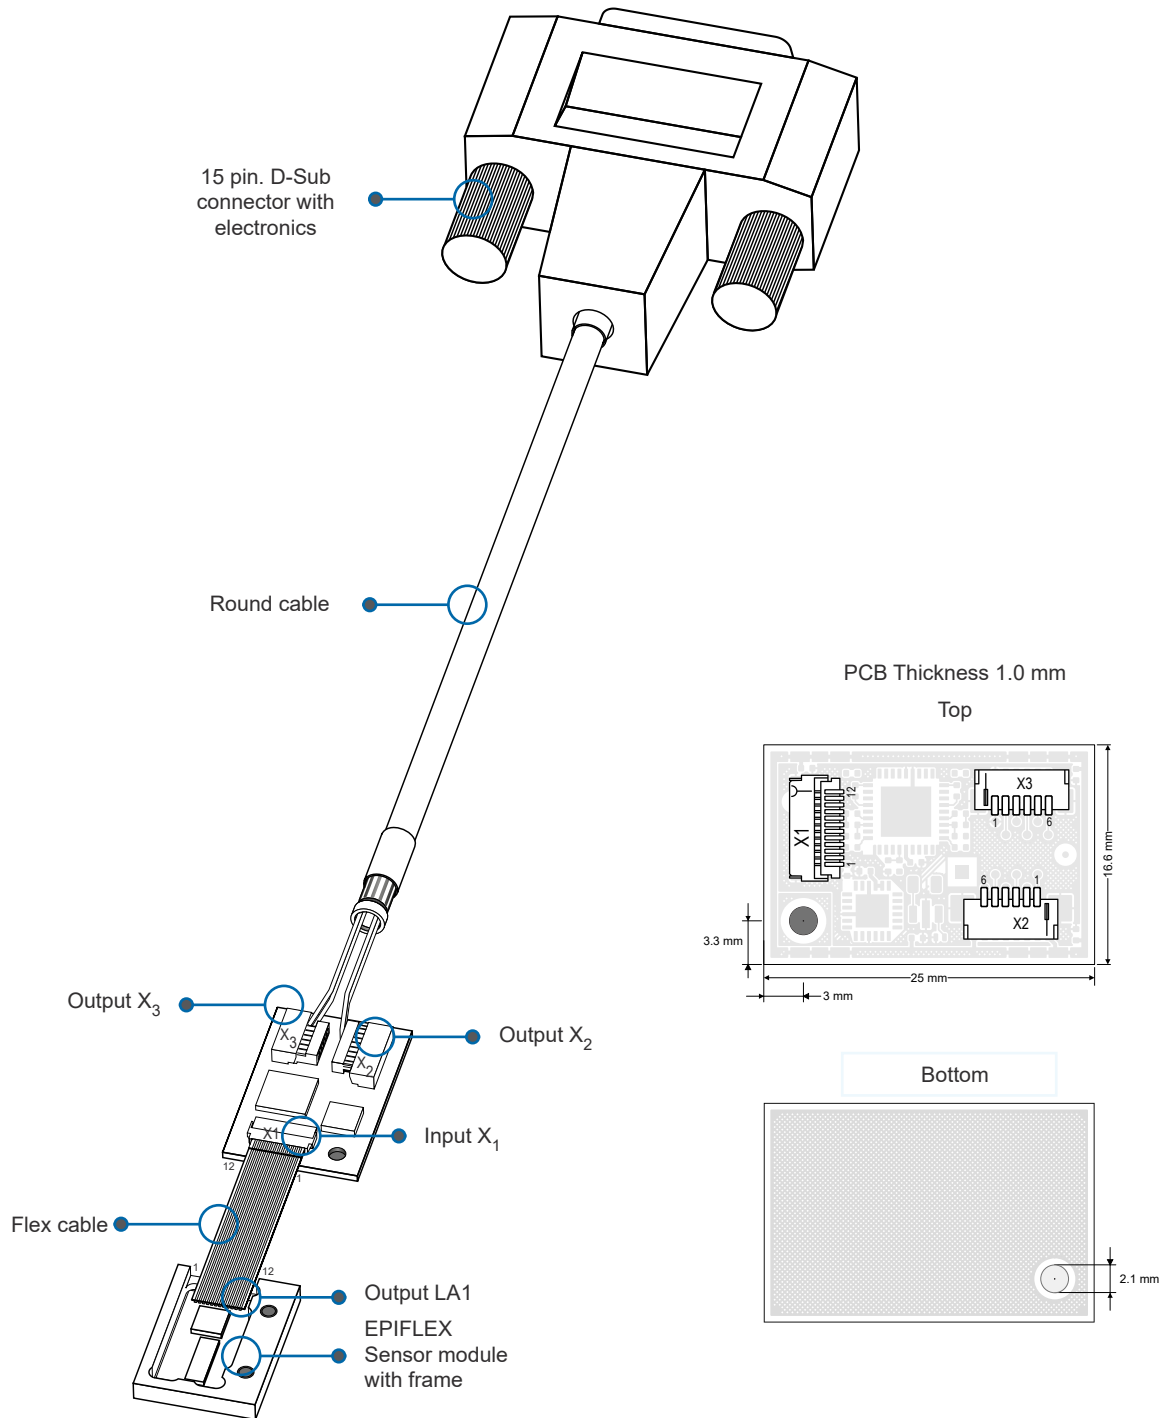 15 pin. D-Sub
connector with
electronics
Round cable
PCB Thickness 1.0 mm
Top
X1
12
1
X3
1
6
6
1
X2
16.6 mm
3.3 mm
25 mm
3 mm
Output X3
X3
X2
Output X2
X1
Input X1
12
1
Flex cable
1
12
Output LA1
EPIFLEX
Sensor module
with frame
Bottom
2.1 mm